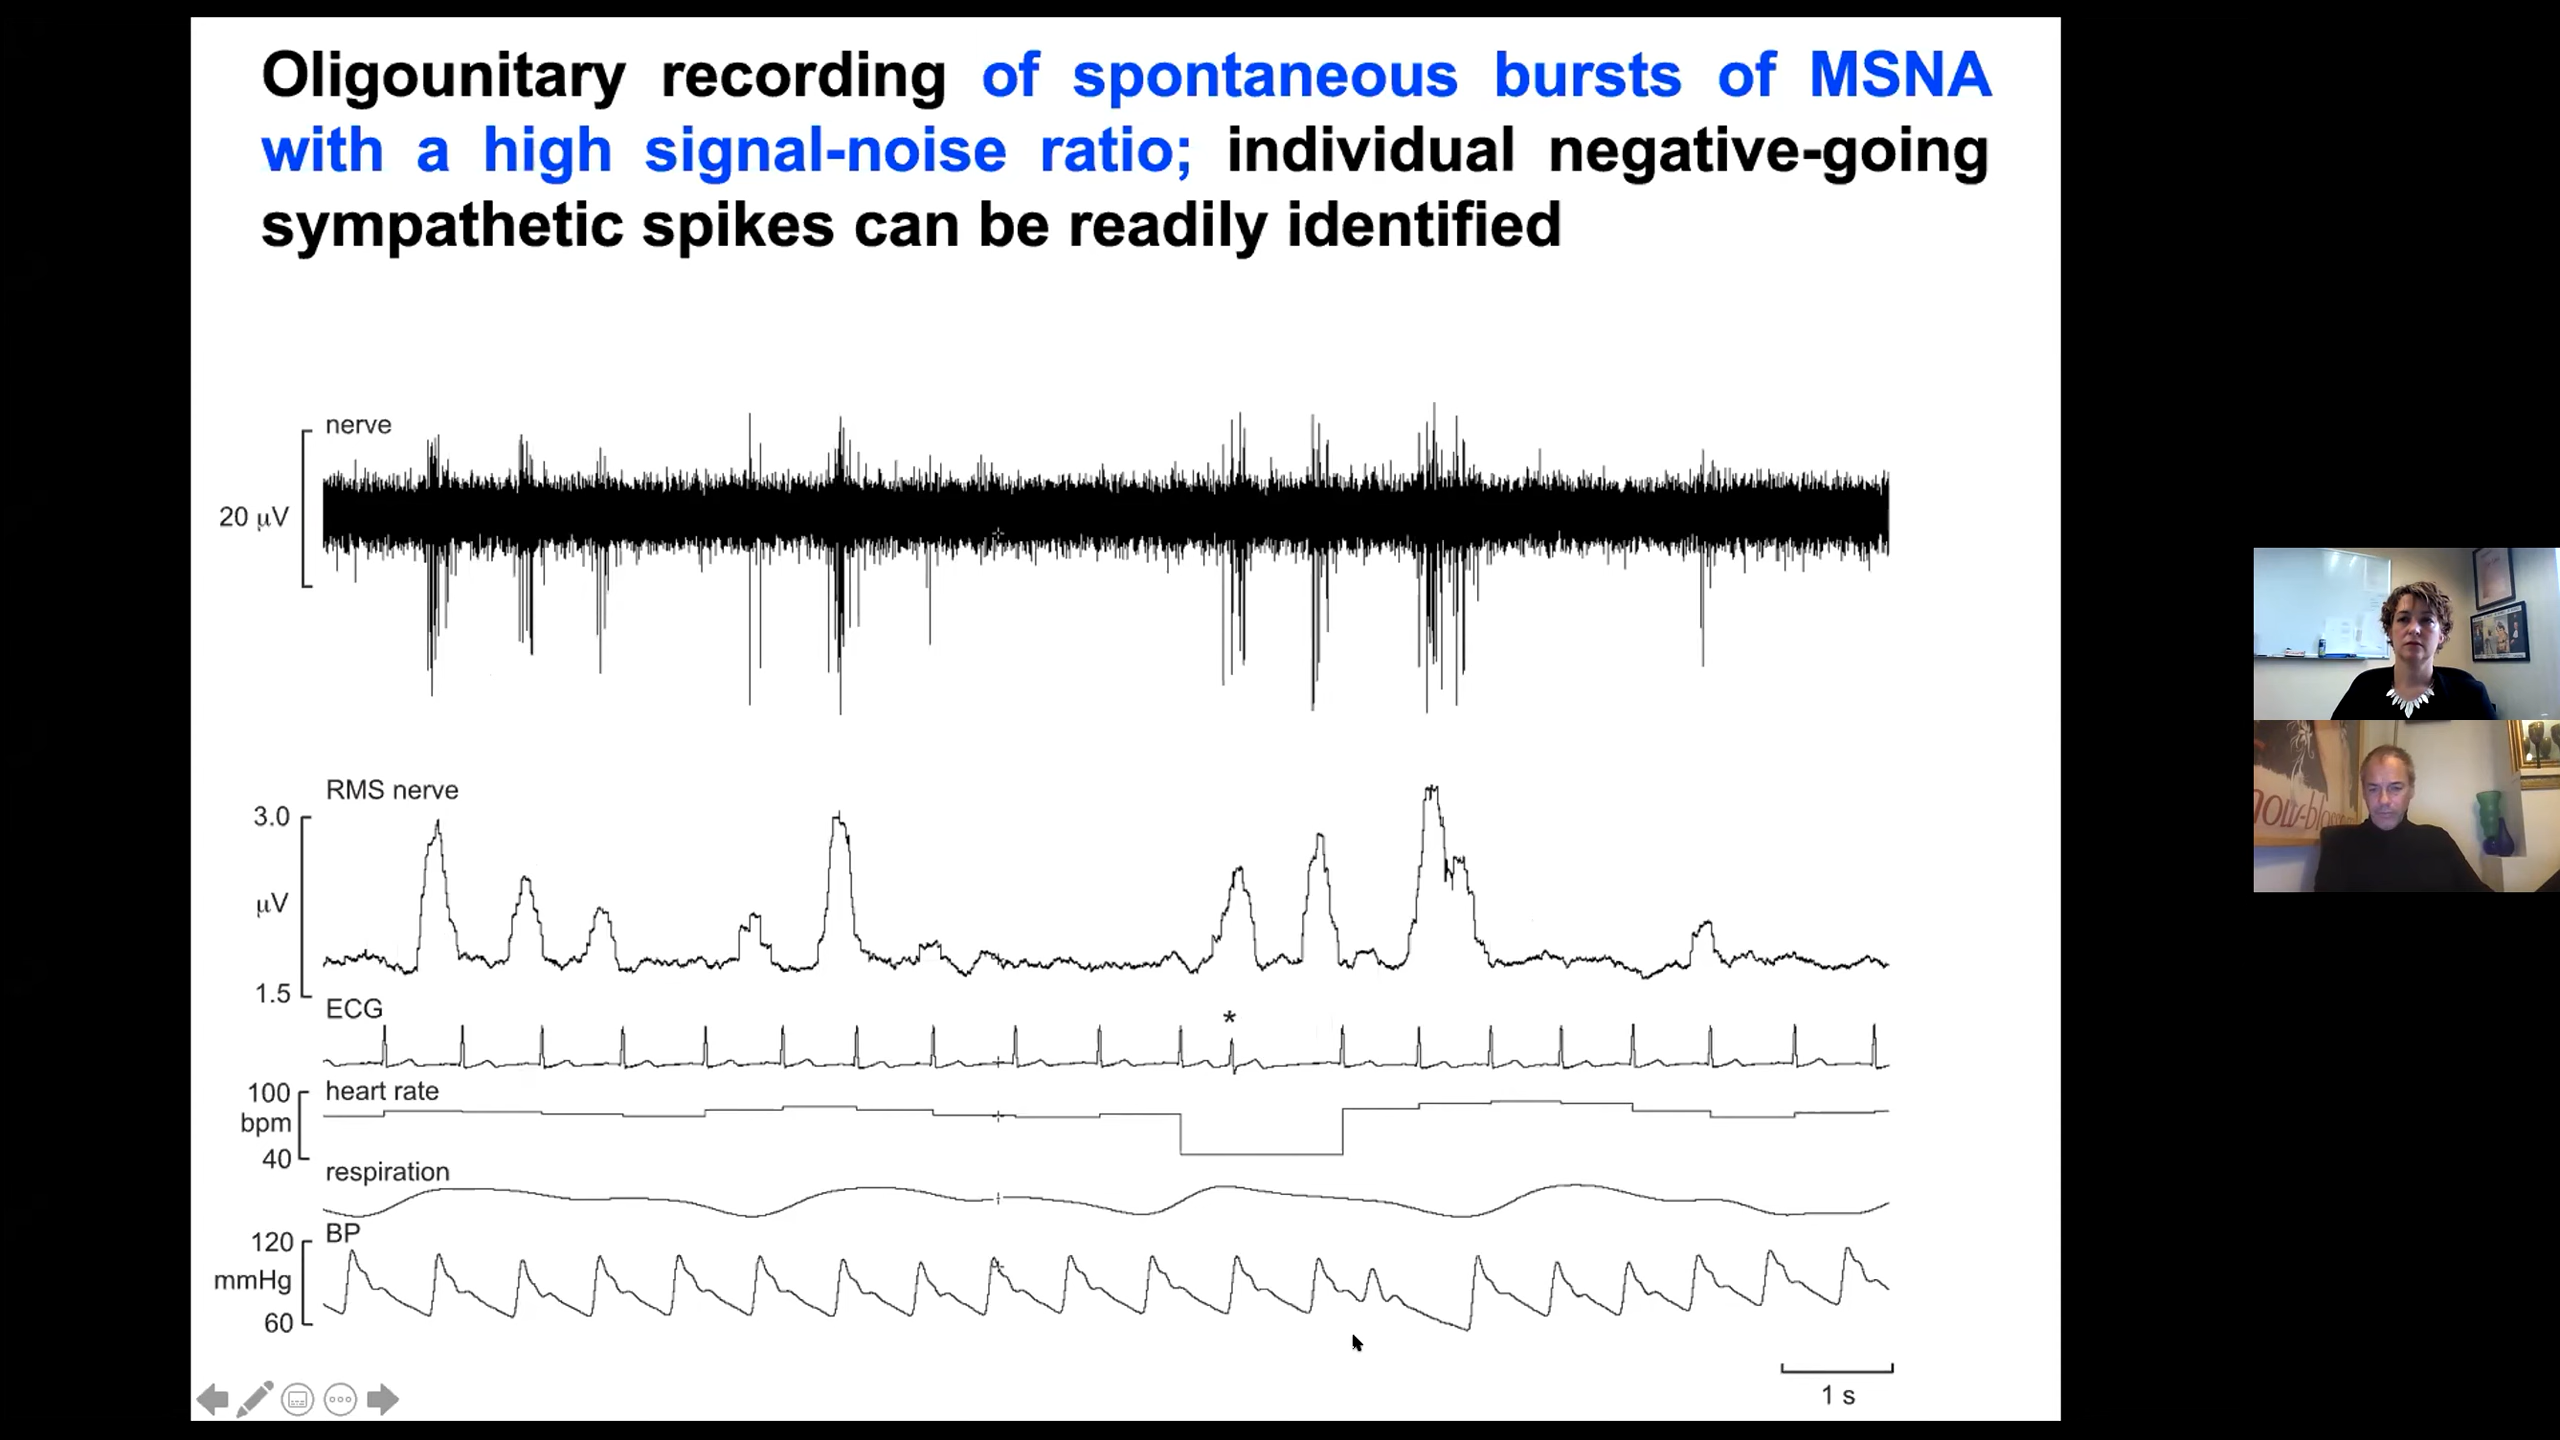 Oligounitary recording of spontaneous bursts of MSNA
with a high signal-noise ratio; individual negative-going
sympathetic spikes can be readily identified
nerve
20 μV
RMS nerve
3.0
μV
1.5
ECG
*
100
heart rate
bpm
40
respiration
BP
120
mmHg
60
1 s